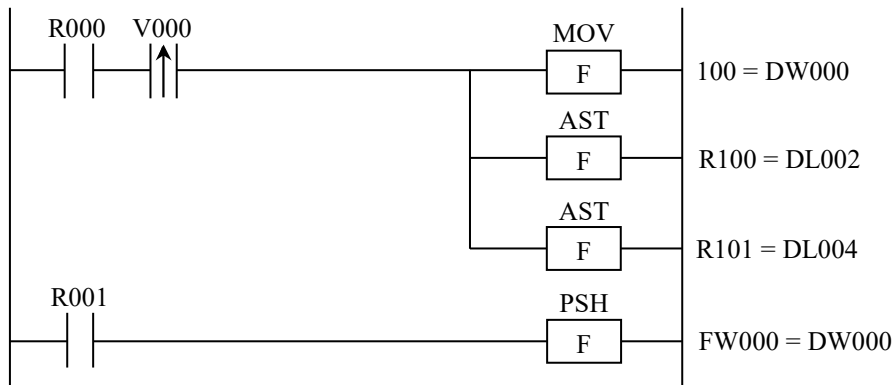 R000 V000 MOV
F 100 = DW000
AST
F R100 = DL002
AST
F R101 = DL004
R001 PSH
F FW000 = DW000